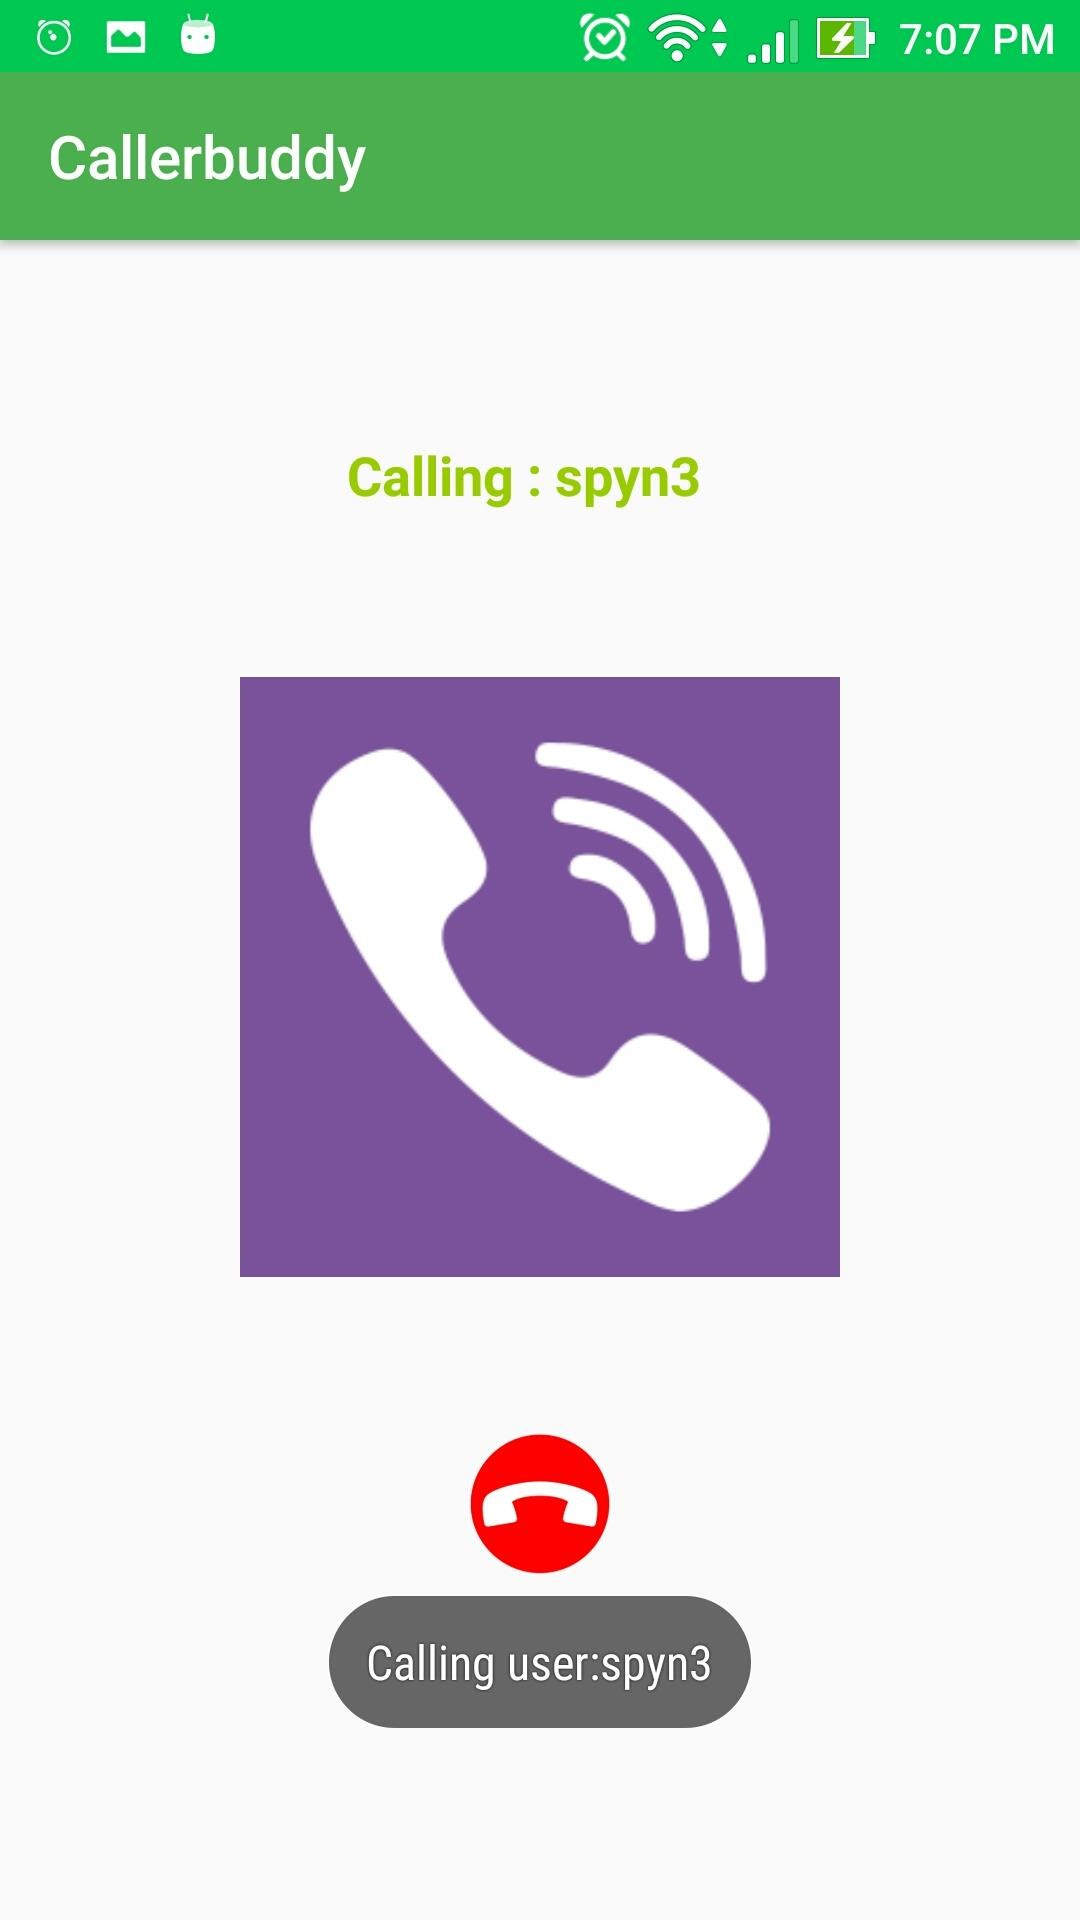 7:07 PM
Callerbuddy
Calling : spyn3
Calling user:spyn3